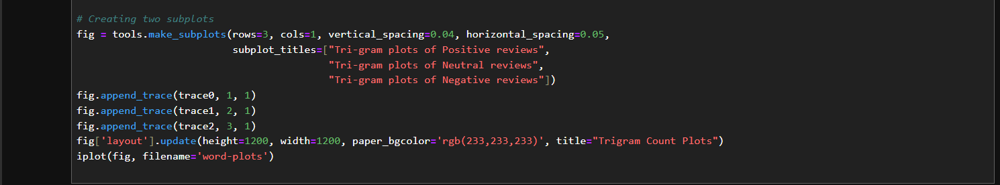 # Creating two subplots
fig = tools.make_subplots(rows=3, cols=1, vertical_spacing=0.04, horizontal_spacing=0.05,
                          subplot_titles=["Tri-gram plots of Positive reviews",
                                          "Tri-gram plots of Neutral reviews",
                                          "Tri-gram plots of Negative reviews"])
fig.append_trace(trace0, 1, 1)
fig.append_trace(trace1, 2, 1)
fig.append_trace(trace2, 3, 1)
fig['layout'].update(height=1200, width=1200, paper_bgcolor='rgb(233,233,233)', title="Trigram Count Plots")
iplot(fig, filename='word-plots')